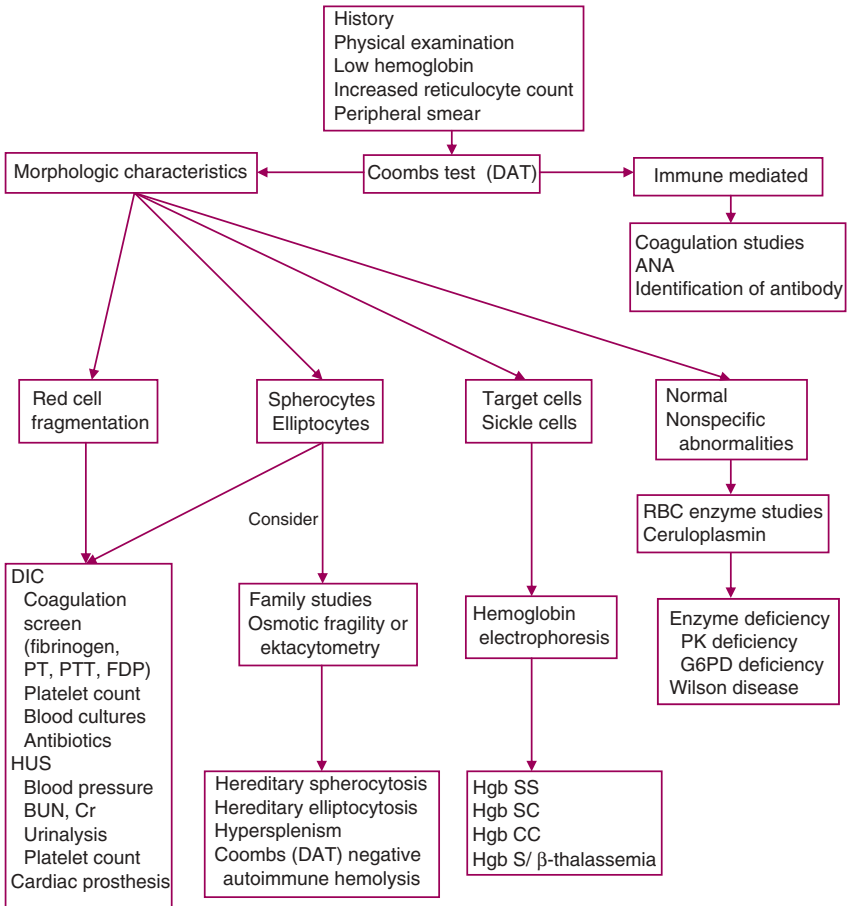 History
Physical examination
Low hemoglobin
Increased reticulocyte count
Peripheral smear
Morphologic characteristics
Coombs test (DAT)
Immune mediated
Coagulation studies
ANA
Identification of antibody
Red cell
fragmentation
Spherocytes
Elliptocytes
Target cells
Sickle cells
Normal
Nonspecific
abnormalities
Consider
RBC enzyme studies
Ceruloplasmin
DIC
Coagulation
screen
(fibrinogen,
PT, PTT, FDP)
Platelet count
Blood cultures
Antibiotics
HUS
Blood pressure
BUN, Cr
Urinalysis
Platelet count
Cardiac prosthesis
Family studies
Osmotic fragility or
ektacytometry
Hemoglobin
electrophoresis
Enzyme deficiency
PK deficiency
G6PD deficiency
Wilson disease
Hereditary spherocytosis
Hereditary elliptocytosis
Hypersplenism
Coombs (DAT) negative
autoimmune hemolysis
Hgb SS
Hgb SC
Hgb CC
Hgb S/ β-thalassemia